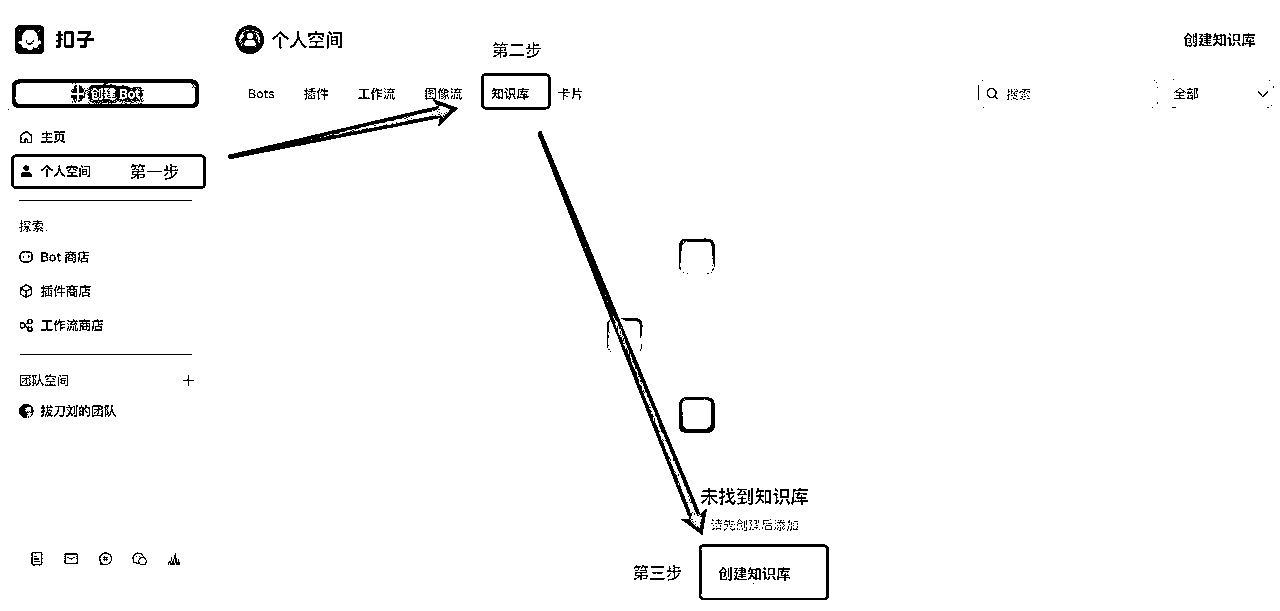 扣子
个人空间
创建知识库
第二步
创建 Bot
Bots 插件 工作流 图像流 知识库 卡片
搜索
全部
主页
个人空间 第一步
探索
Bot 商店
插件商店
工作流商店
团队空间
拔刀刘的团队
未找到知识库
请先创建后添加
第三步
创建知识库